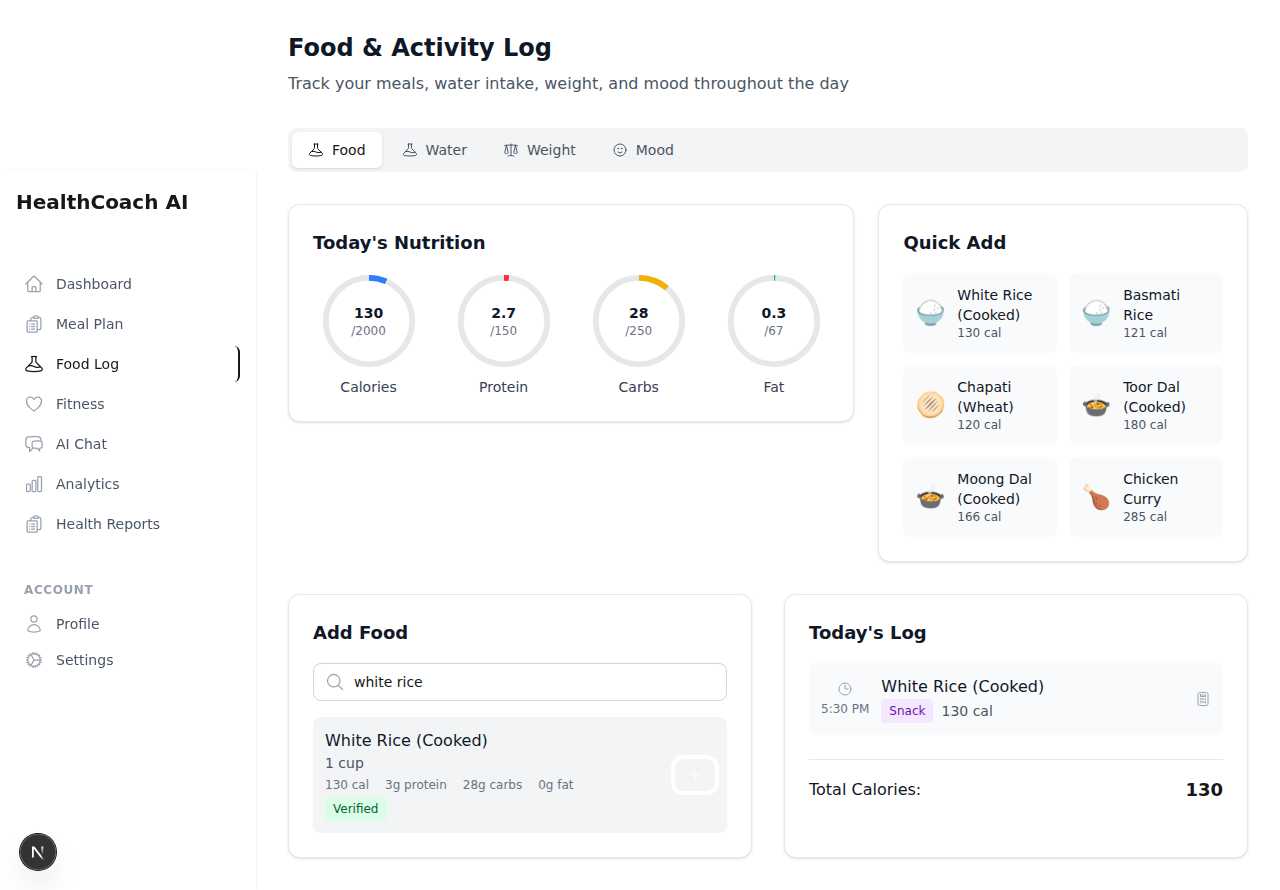 Food & Activity Log
Track your meals, water intake, weight, and mood throughout the day
Food
Water
Weight
Mood
HealthCoach AI
Dashboard
Meal Plan
Food Log
Fitness
AI Chat
Analytics
Health Reports
ACCOUNT
Profile
Settings
N
Today's Nutrition
130
/2000
Calories
2.7
/150
Protein
28
/250
Carbs
0.3
/67
Fat
Quick Add
White Rice
(Cooked)
130 cal
Basmati
Rice
121 cal
Chapati
(Wheat)
120 cal
Toor Dal
(Cooked)
180 cal
Moong Dal
(Cooked)
166 cal
Chicken
Curry
285 cal
Add Food
white rice
White Rice (Cooked)
1 cup
130 cal 3g protein 28g carbs 0g fat
Verified
+
Today's Log
5:30 PM
White Rice (Cooked)
Snack 130 cal
Total Calories: 130